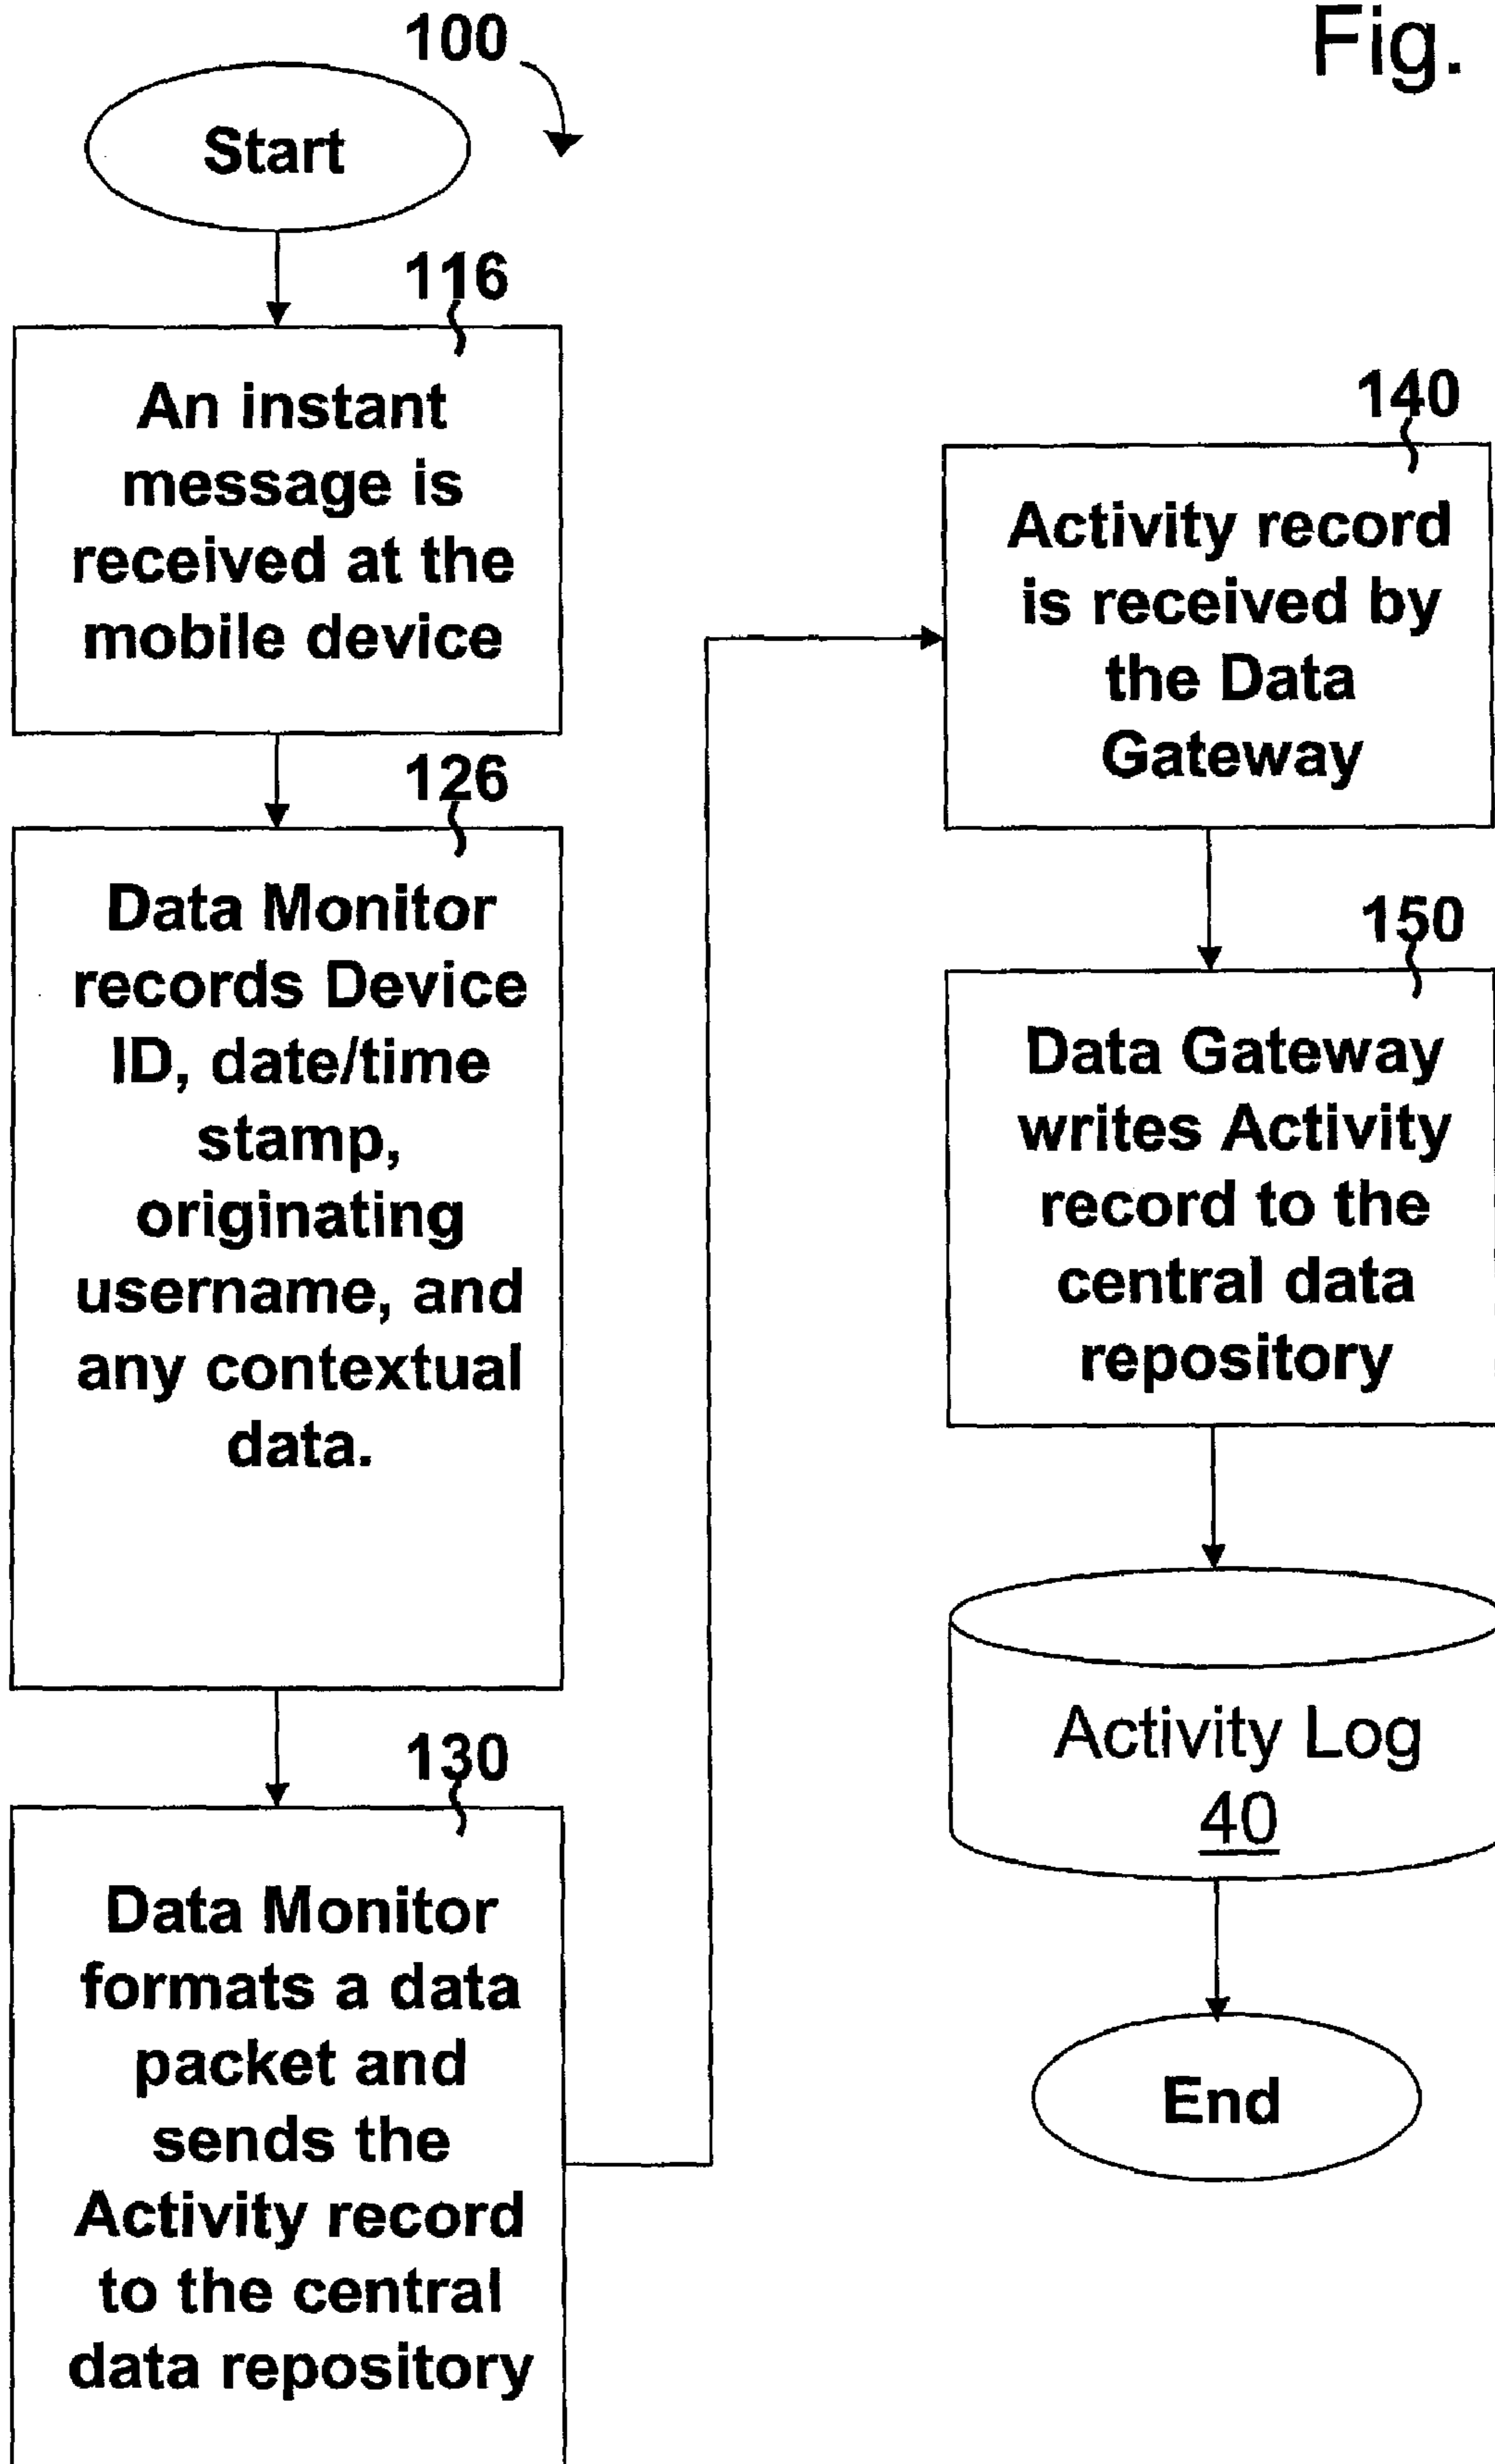 Fig.
100
Start
116
An instant
message is
received at the
mobile device
126
Data Monitor
records Device
ID, date/time
stamp,
originating
username, and
any contextual
data.
130
Data Monitor
formats a data
packet and
sends the
Activity record
to the central
data repository
140
Activity record
is received by
the Data
Gateway
150
Data Gateway
writes Activity
record to the
central data
repository
Activity Log
40
End